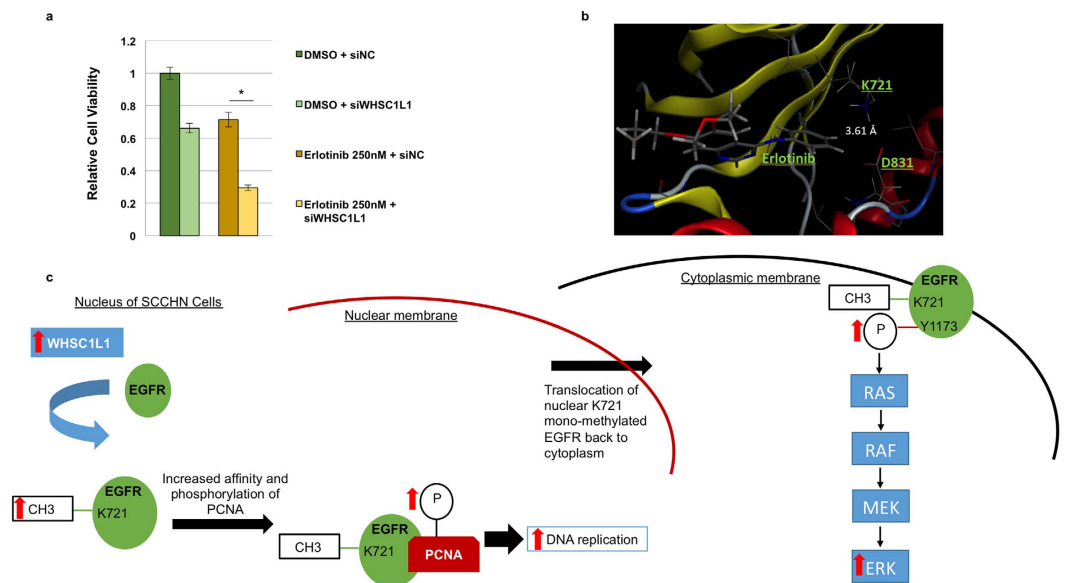 a
Relative Cell Viability
1.2
1
0.8
0.6
0.4
0.2
0
*
DMSO + siNC
DMSO + siWHSC1L1
Erlotinib 250nM + siNC
Erlotinib 250nM +
siWHSC1L1
b
K721
3.61 Å
Erlotinib
D831
c
Nucleus of SCCHN Cells
WHSC1L1
EGFR
CH3
EGFR
K721
Increased affinity and
phosphorylation of
PCNA
Nuclear membrane
CH3
EGFR
K721
P
PCNA
DNA replication
Translocation of
nuclear K721
mono-methylated
EGFR back to
cytoplasm
Cytoplasmic membrane
CH3
EGFR
K721
P
Y1173
RAS
RAF
MEK
ERK